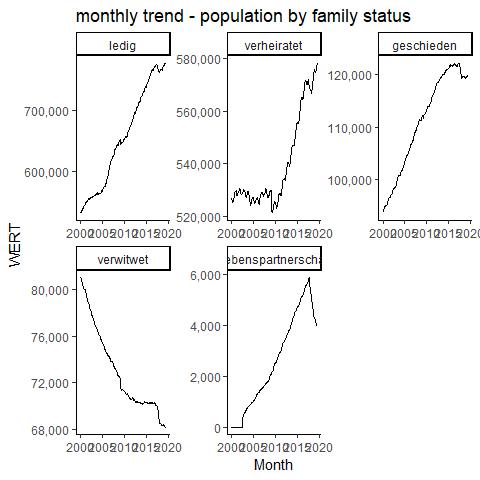 monthly trend - population by family status
ledig
verheiratet
geschieden
700,000
600,000
580,000
560,000
540,000
520,000
120,000
110,000
100,000
2000 2005 2010 2015 2020
2000 2005 2010 2015 2020
2000 2005 2010 2015 2020
WERT
verwitwet
ebenspartnerscha
80,000
76,000
72,000
68,000
6,000
4,000
2,000
0
2000 2005 2010 2015 2020
2000 2005 2010 2015 2020
Month